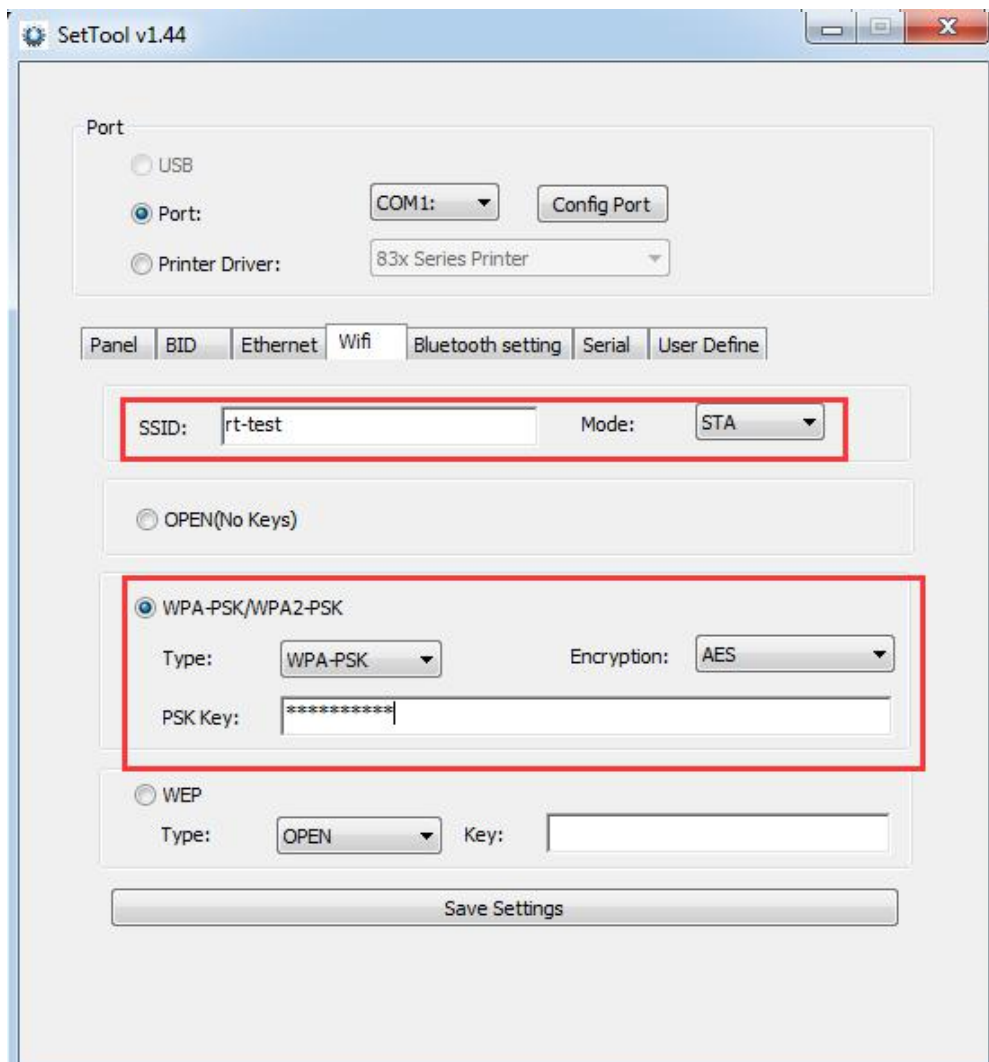 SetTool v1.44
Port
USB
Port: COM1: Config Port
Printer Driver: 83x Series Printer
Panel BID Ethernet Wifi Bluetooth setting Serial User Define
SSID: rt-test Mode: STA
OPEN(No Keys)
WPA-PSK/WPA2-PSK
Type: WPA-PSK Encryption: AES
PSK Key: **********
WEP
Type: OPEN Key:
Save Settings